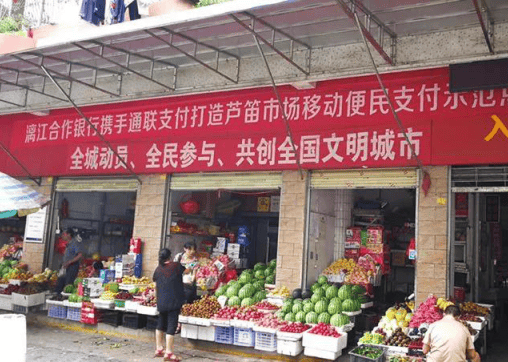 漓江合作银行携手通联支付打造芦笛市场移动便民支付示范点
全城动员、全民参与、共创全国文明城市
入